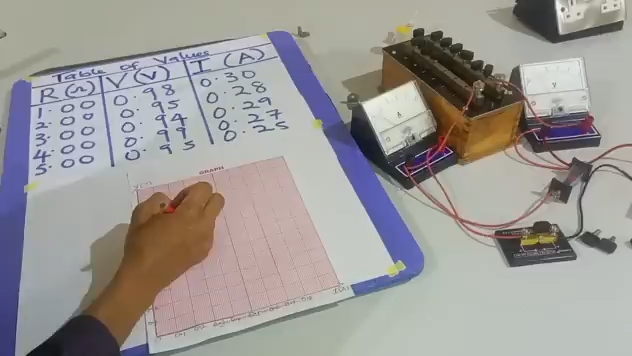 Table of Values
R(Ω) V(V) I(A)
1.00 0.98 0.30
2.00 0.95 0.28
3.00 0.94 0.29
4.00 0.99 0.27
5.00 0.95 0.25
GRAPH
V(V)
I(A)
A
V